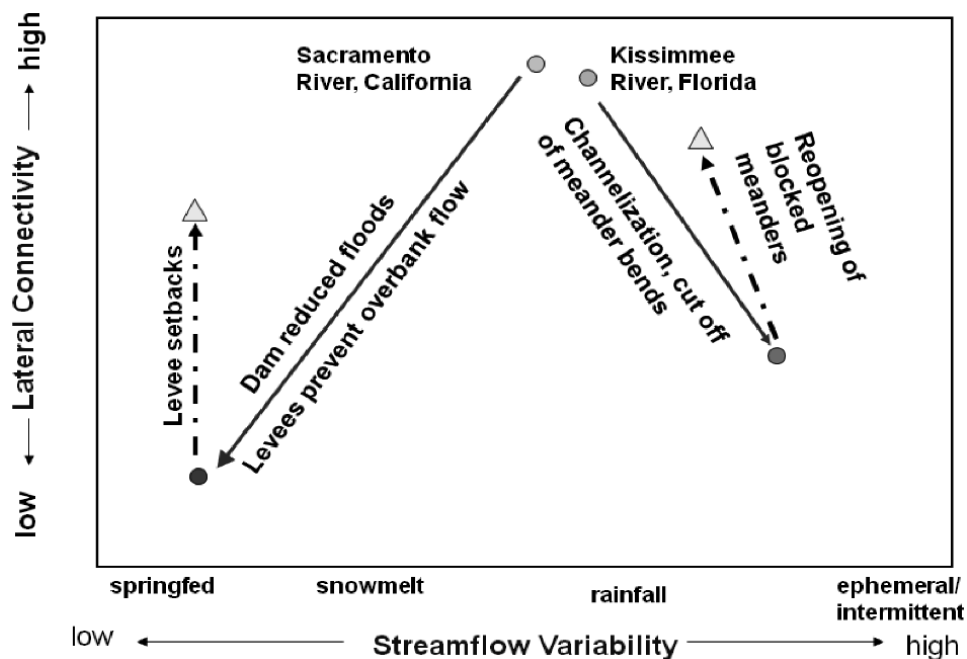 Sacramento
River, California
Kissimmee
River, Florida
low ← Lateral Connectivity → high
Levee setbacks
Dam reduced floods
Levees prevent overbank flow
Channelization, cut off
of meander bends
Reopening of
blocked
meanders
springfed
snowmelt
rainfall
ephemeral/
intermittent
low ← Streamflow Variability → high